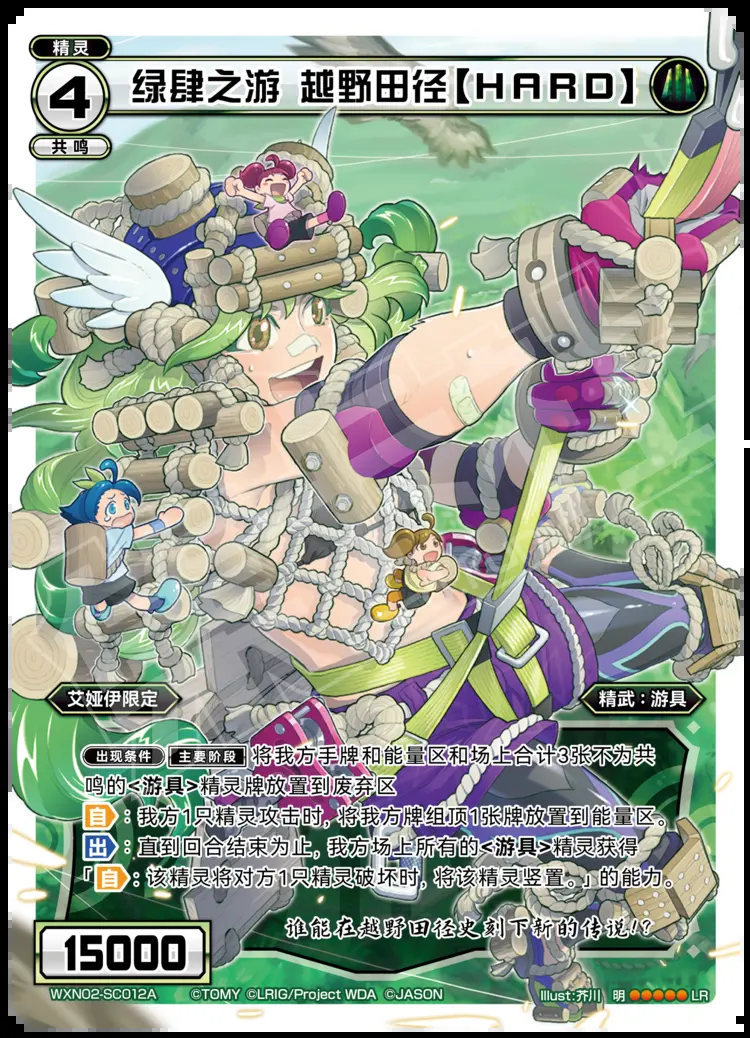 精灵
4
绿肆之游 越野田径【HARD】
共鸣
艾娅伊限定
精武：游具
出现条件 主要阶段 将我方手牌和能量区和场上合计3张不为共
鸣的<游具>精灵牌放置到废弃区
自：我方1只精灵攻击时，将我方牌组顶1张牌放置到能量区。
出：直到回合结束为止，我方场上所有的<游具>精灵获得
「自：该精灵将对方1只精灵破坏时，将该精灵竖置。」的能力。
谁能在越野田径史刻下新的传说!?
15000
WXN02-SC012A ©TOMY ©LRIG/Project WDA ©JASON Illust:芥川 明 LR